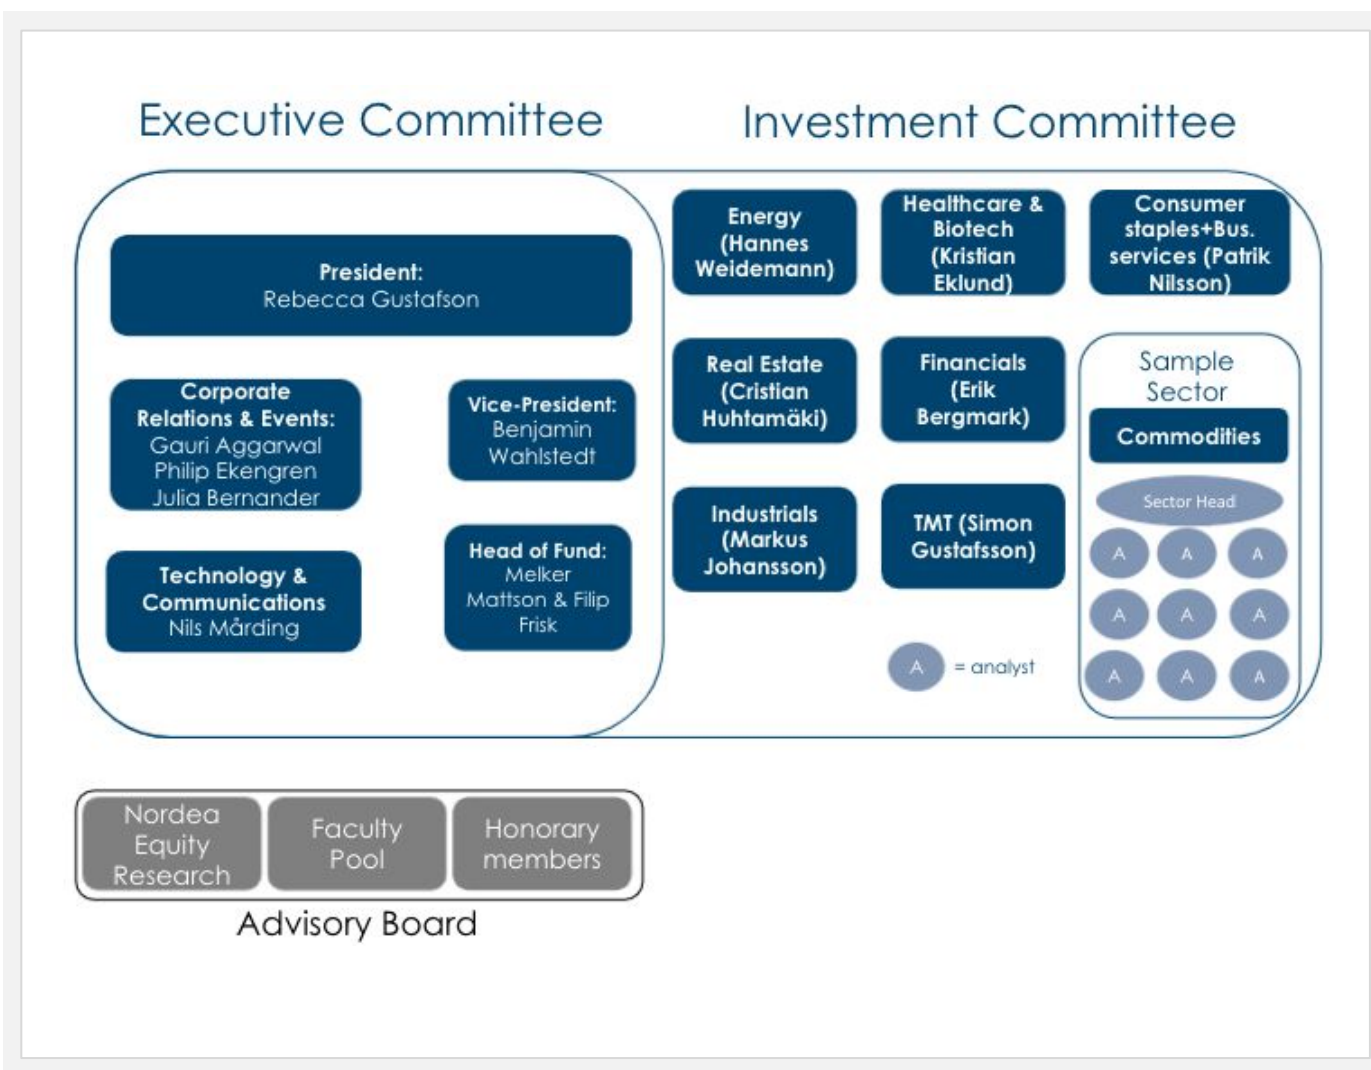 Executive Committee
Investment Committee
President:
Rebecca Gustafson
Corporate
Relations & Events:
Gauri Aggarwal
Philip Ekengren
Julia Bernander
Vice-President:
Benjamin
Wahlstedt
Technology &
Communications
Nils Mårding
Head of Fund:
Melker
Mattson & Filip
Frisk
Energy
(Hannes
Weidemann)
Healthcare &
Biotech
(Kristian
Eklund)
Consumer
staples+Bus.
services (Patrik
Nilsson)
Real Estate
(Cristian
Huhtamäki)
Financials
(Erik
Bergmark)
Industrials
(Markus
Johansson)
TMT (Simon
Gustafsson)
Sample
Sector
Commodities
Sector Head
A A A
A A A
A A A
A = analyst
Nordea
Equity
Research
Faculty
Pool
Honorary
members
Advisory Board